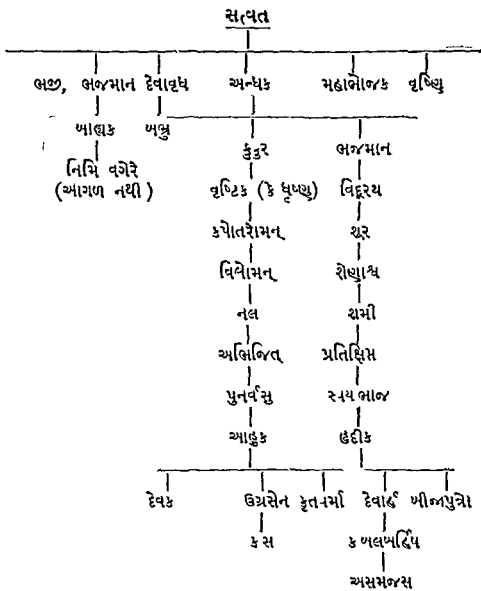 સત્વત
ભજી, ભજમાન દેવાવૃધ અન્ધક મહાભોજક વૃષ્ણિ
બાહ્યક બભ્રુ કુકુર ભજમાન
નિમિ વગેરે
(આગળ નથી)
વૃષ્ટિક (કે ધૃષ્ણુ) વિદૂરથ
કપોતરોમન્ શૂર
વિલોમન્ શોણાશ્વ
નલ શમી
અભિજિત્ પ્રતિક્ષિપ્ત
પુનર્વસુ સ્વયંભોજ
આહુક હૃદીક
દેવક ઉગ્રસેન કૃતવર્મા દેવાર્હ બીજાપુત્રો
કંસ કંબલબર્હિષ
અસમંજસ